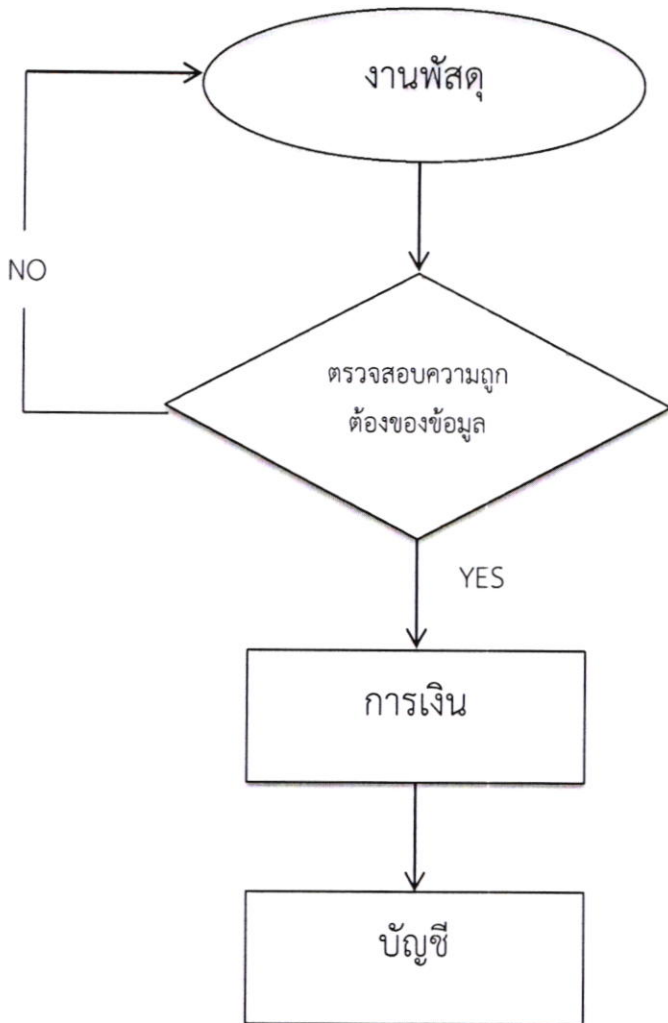 งานพัสดุ
NO
ตรวจสอบความถูก
ต้องของข้อมูล
YES
การเงิน
บัญชี